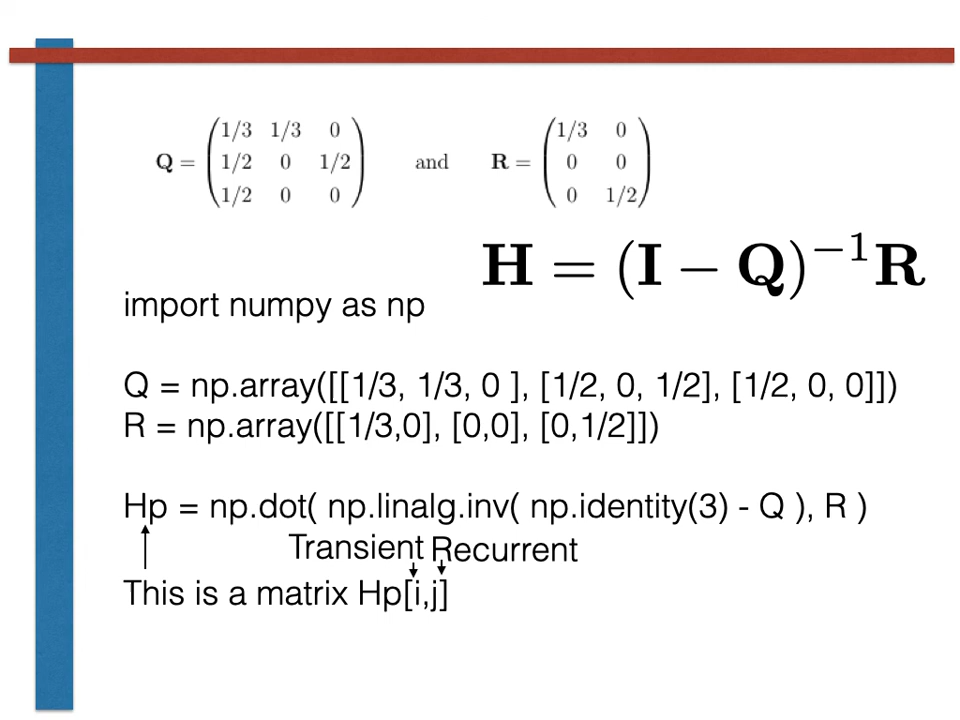 Q = (1/3 1/3 0
1/2 0 1/2
1/2 0 0) and R = (1/3 0
0 0
0 1/2)
H = (I − Q)⁻¹R
import numpy as np
Q = np.array([[1/3, 1/3, 0 ], [1/2, 0, 1/2], [1/2, 0, 0]])
R = np.array([[1/3,0], [0,0], [0,1/2]])
Hp = np.dot( np.linalg.inv( np.identity(3) - Q ), R )
Transient Recurrent
This is a matrix Hp[i,j]